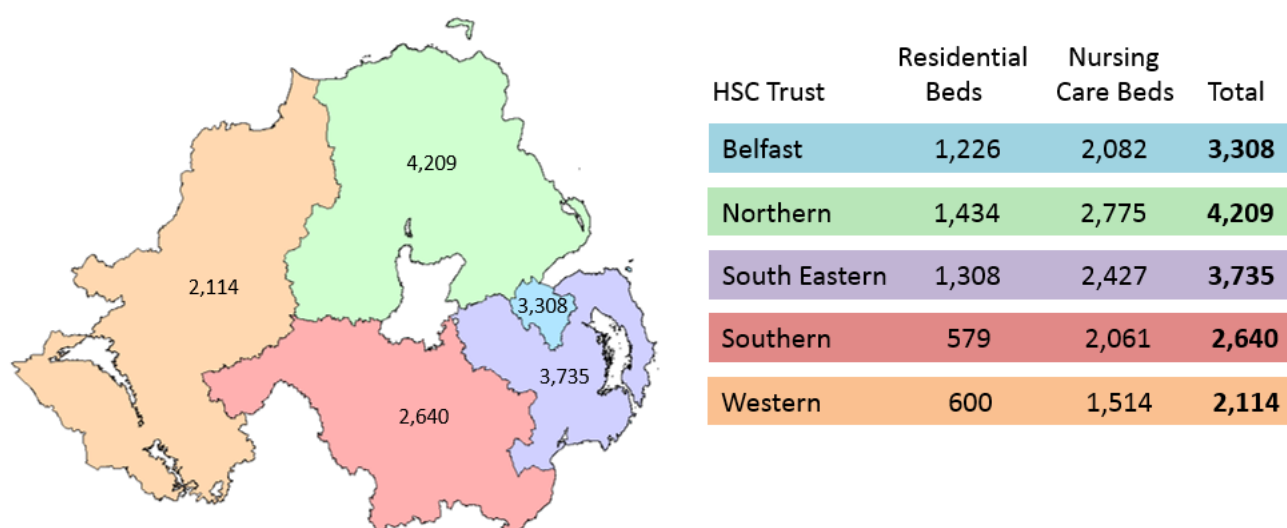 4,209
2,114
3,308
3,735
2,640
HSC Trust Residential Beds Nursing Care Beds Total
Belfast 1,226 2,082 3,308
Northern 1,434 2,775 4,209
South Eastern 1,308 2,427 3,735
Southern 579 2,061 2,640
Western 600 1,514 2,114